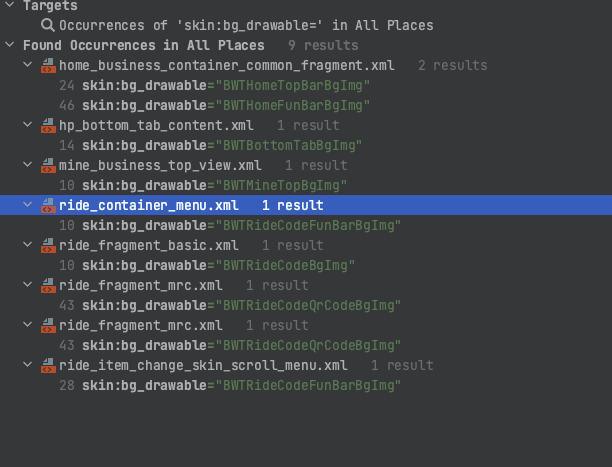 Targets
Occurrences of 'skin:bg_drawable=' in All Places
Found Occurrences in All Places 9 results
home_business_container_common_fragment.xml 2 results
24 skin:bg_drawable="BWTHomeTopBarBgImg"
46 skin:bg_drawable="BWTHomeFunBarBgImg"
hp_bottom_tab_content.xml 1 result
14 skin:bg_drawable="BWTBottomTabBgImg"
mine_business_top_view.xml 1 result
10 skin:bg_drawable="BWTMineTopBgImg"
ride_container_menu.xml 1 result
10 skin:bg_drawable="BWTRideCodeFunBarBgImg"
ride_fragment_basic.xml 1 result
10 skin:bg_drawable="BWTRideCodeBgImg"
ride_fragment_mrc.xml 1 result
43 skin:bg_drawable="BWTRideCodeQrCodeBgImg"
ride_fragment_mrc.xml 1 result
43 skin:bg_drawable="BWTRideCodeQrCodeBgImg"
ride_item_change_skin_scroll_menu.xml 1 result
28 skin:bg_drawable="BWTRideCodeFunBarBgImg"